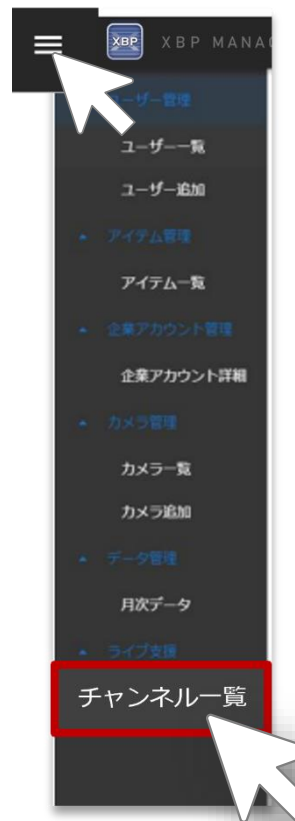 XBP XBP MANA
ユーザー管理
ユーザー一覧
ユーザー追加
アイテム管理
アイテム一覧
企業アカウント管理
企業アカウント詳細
カメラ管理
カメラ一覧
カメラ追加
データ管理
月次データ
ライブ支援
チャンネル一覧